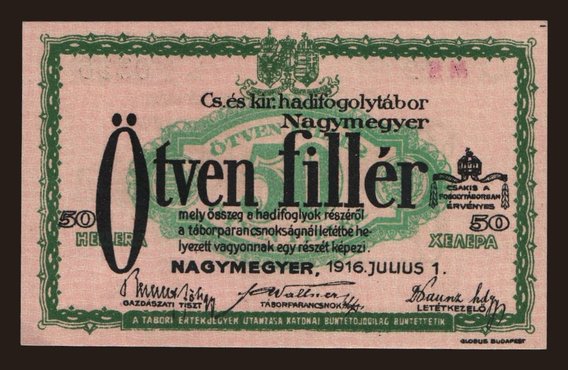 Cs. és kir. hadifogolytábor
Nagymegyer
ÖTVEN
50
Ötven fillér
CSAKIS A
FOGOLYTÁBORBAN
ÉRVÉNYES
mely összeg a hadifoglyok részéről
a táborparancsnokságnál letétbe he-
lyezett vagyonnak egy részét képezi.
50
HELLERA
50
ХЕЛЕРА
NAGYMEGYER, 1916. JULIUS 1.
GAZDÁSZATI TISZT
TÁBORPARANCSNOK
LETÉTKEZELŐ
A TÁBORI ÉRTÉKJEGYEK UTÁNZÁSA KATONAI BÜNTETŐJOGILAG BÜNTETTETIK
GLOBUS BUDAPEST